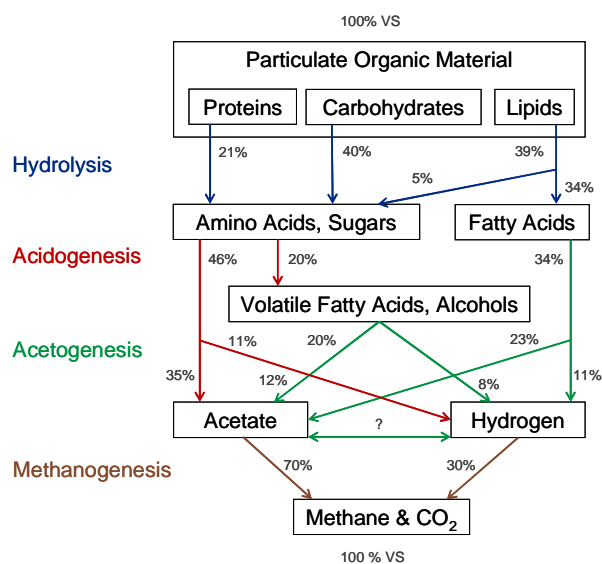 100% VS
Particulate Organic Material
Proteins Carbohydrates Lipids
21% 40% 39%
Hydrolysis
5%
34%
Amino Acids, Sugars Fatty Acids
Acidogenesis
46% 20% 34%
Volatile Fatty Acids, Alcohols
11% 20% 23%
Acetogenesis
35% 12% 8% 11%
Acetate ? Hydrogen
Methanogenesis
70% 30%
Methane & CO₂
100 % VS